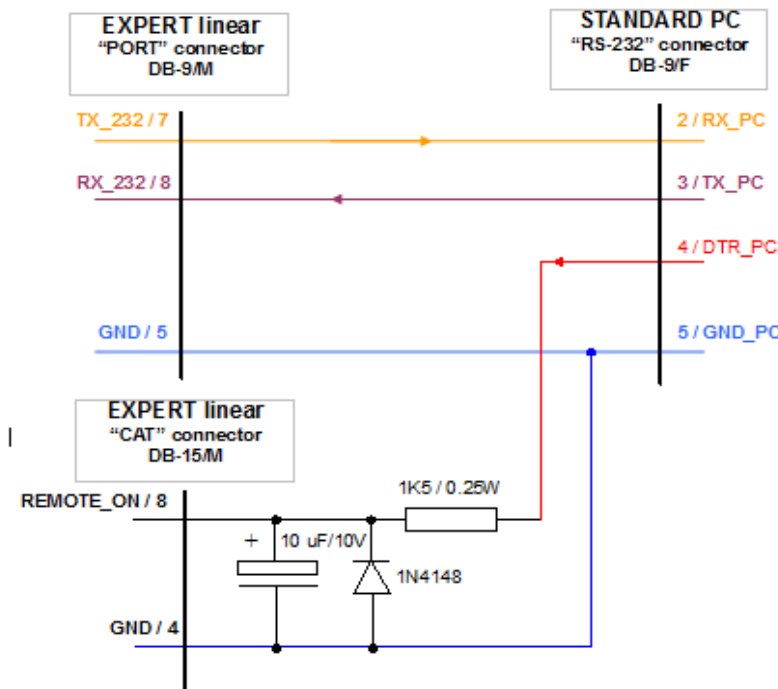 EXPERT linear
“PORT” connector
DB-9/M
STANDARD PC
“RS-232” connector
DB-9/F
TX_232 / 7
2 / RX_PC
RX_232 / 8
3 / TX_PC
4 / DTR_PC
GND / 5
5 / GND_PC
EXPERT linear
“CAT” connector
DB-15/M
REMOTE_ON / 8
1K5 / 0.25W
+
10 uF/10V
1N4148
GND / 4